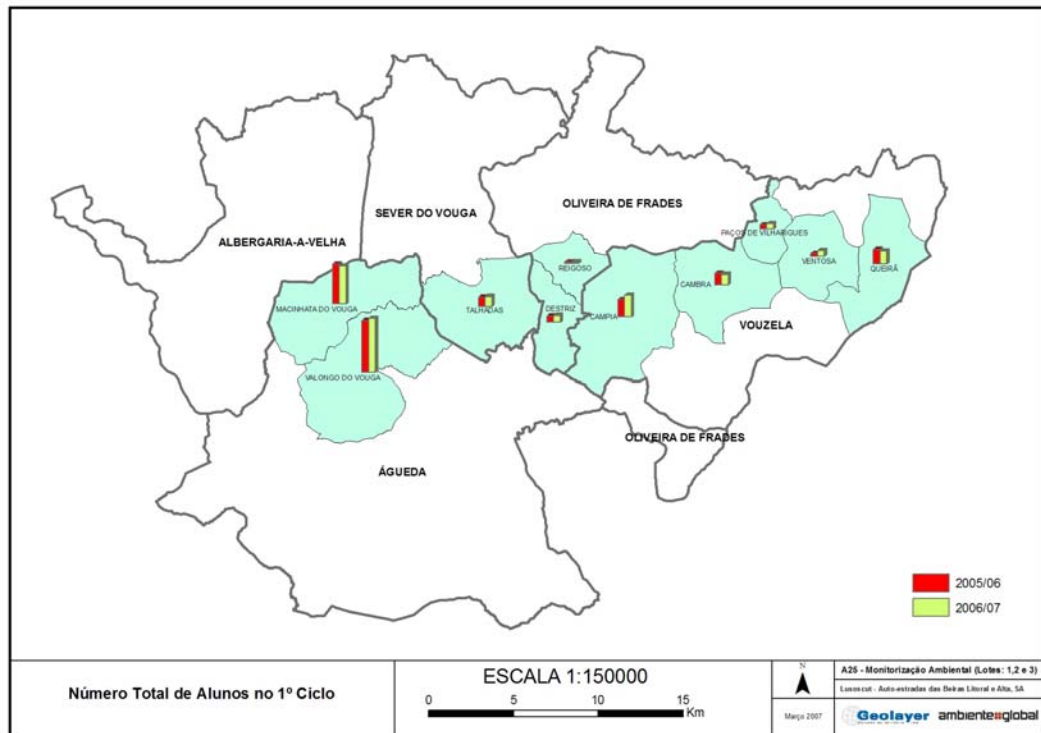 OLIVEIRA DE FRADES
SEVER DO VOUGA
PAÇOS DE VILHARIGUES
ALBERGARIA-A-VELHA
VENTOSA
QUEIRÃ
REIGOSO
CAMBRA
MACINHATA DO VOUGA
TALHADAS
DESTRIZ
CAMPIA
VOUZELA
VALONGO DO VOUGA
OLIVEIRA DE FRADES
ÁGUEDA
2005/06
2006/07
Número Total de Alunos no 1º Ciclo
ESCALA 1:150000
0 5 10 15
Km
N
Março 2007
A25 - Monitorização Ambiental (Lotes: 1,2 e 3)
Lusoscut - Auto-estradas das Beiras Litoral e Alta, SA
Geolayer
ambiente global